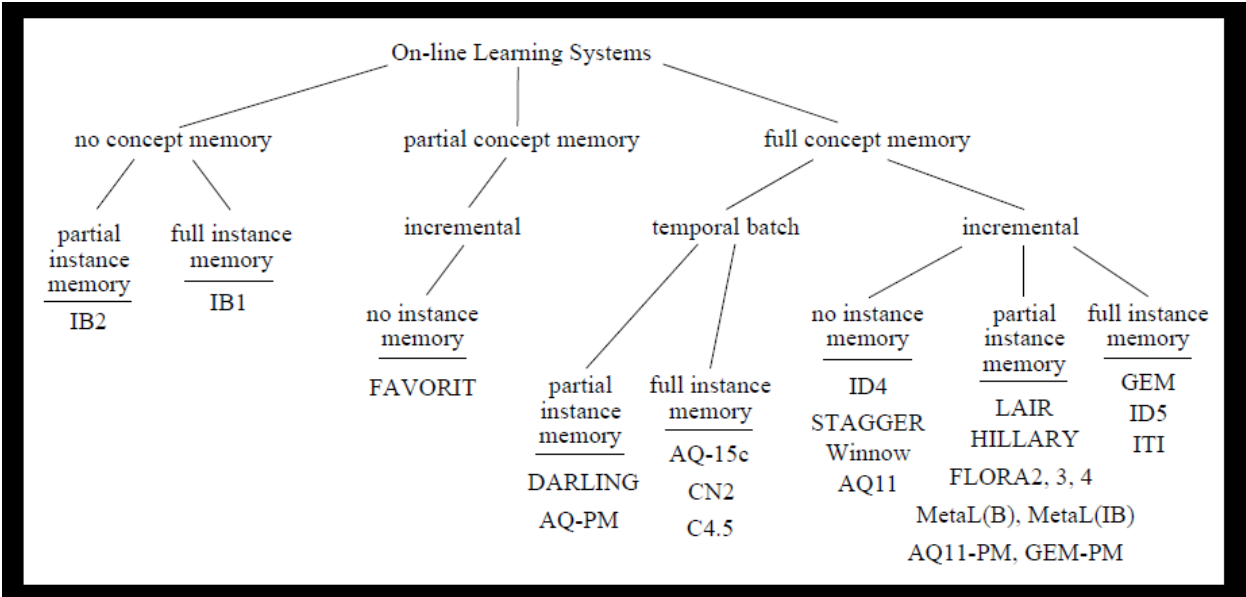 On-line Learning Systems
no concept memory
partial concept memory
full concept memory
partial
instance
memory
IB2
full instance
memory
IB1
incremental
no instance
memory
FAVORIT
temporal batch
partial
instance
memory
DARLING
AQ-PM
full instance
memory
AQ-15c
CN2
C4.5
incremental
no instance
memory
ID4
STAGGER
Winnow
AQ11
partial
instance
memory
LAIR
HILLARY
FLORA2, 3, 4
MetaL(B), MetaL(IB)
AQ11-PM, GEM-PM
full instance
memory
GEM
ID5
ITI